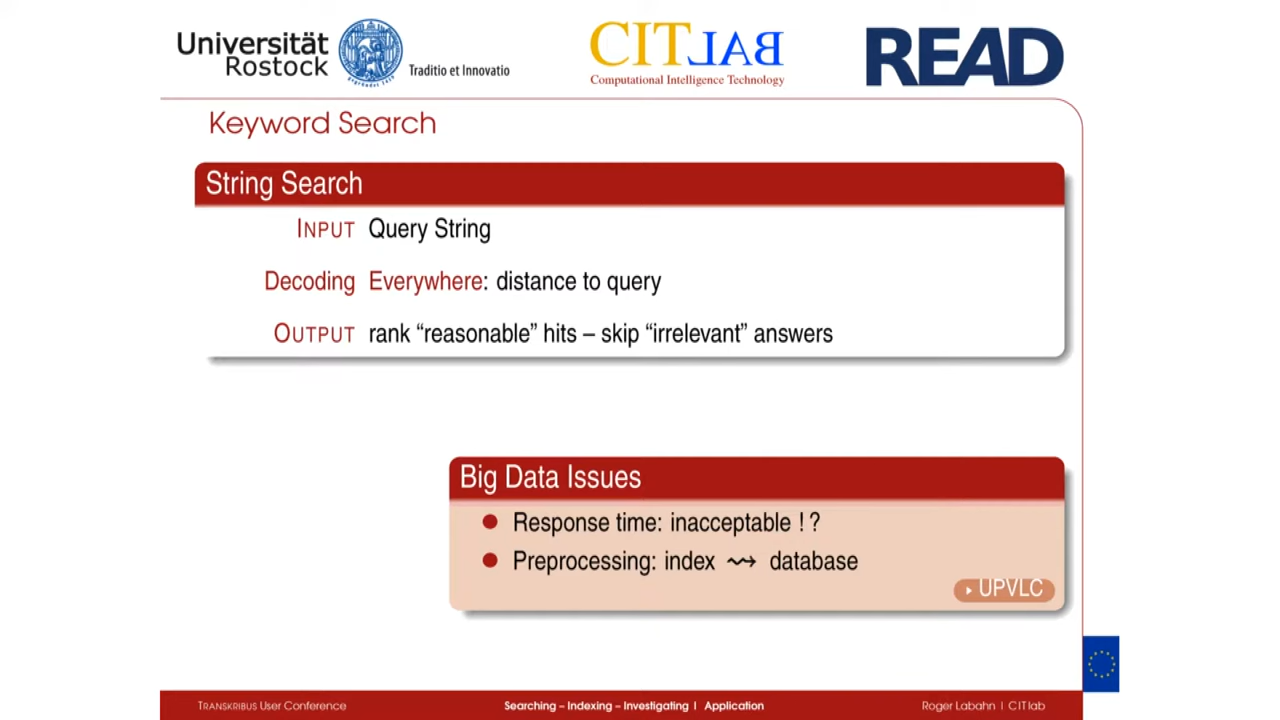 Universität
Rostock
Traditio et Innovatio
CITlAB
Computational Intelligence Technology
READ
Keyword Search
String Search
INPUT Query String
Decoding Everywhere: distance to query
OUTPUT rank “reasonable” hits – skip “irrelevant” answers
Big Data Issues
● Response time: inacceptable ! ?
● Preprocessing: index ⇝ database
▸ UPVLC
TRANSKRIBUS User Conference
Searching – Indexing – Investigating | Application
Roger Labahn | CITlab